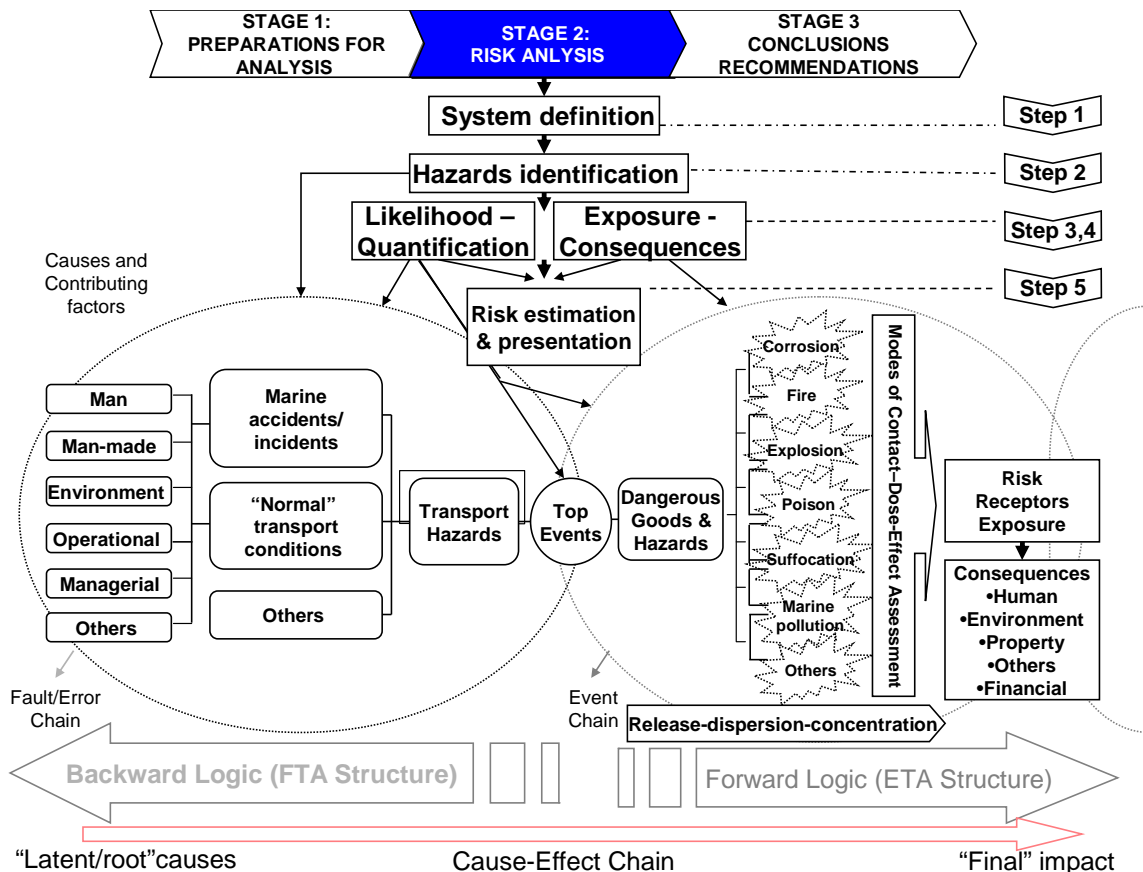 STAGE 1:
PREPARATIONS FOR
ANALYSIS
STAGE 2:
RISK ANLYSIS
STAGE 3
CONCLUSIONS
RECOMMENDATIONS
System definition
Step 1
Hazards identification
Step 2
Likelihood –
Quantification
Exposure -
Consequences
Step 3,4
Causes and
Contributing
factors
Step 5
Risk estimation
& presentation
Man
Man-made
Environment
Operational
Managerial
Others
Marine
accidents/
incidents
“Normal”
transport
conditions
Others
Transport
Hazards
Top
Events
Dangerous
Goods &
Hazards
Corrosion
Fire
Explosion
Poison
Suffocation
Marine
pollution
Others
Modes of Contact–Dose-Effect Assessment
Risk
Receptors
Exposure
Consequences
•Human
•Environment
•Property
•Others
•Financial
Fault/Error
Chain
Event
Chain
Release-dispersion-concentration
Backward Logic (FTA Structure)
Forward Logic (ETA Structure)
“Latent/root”causes
Cause-Effect Chain
“Final” impact